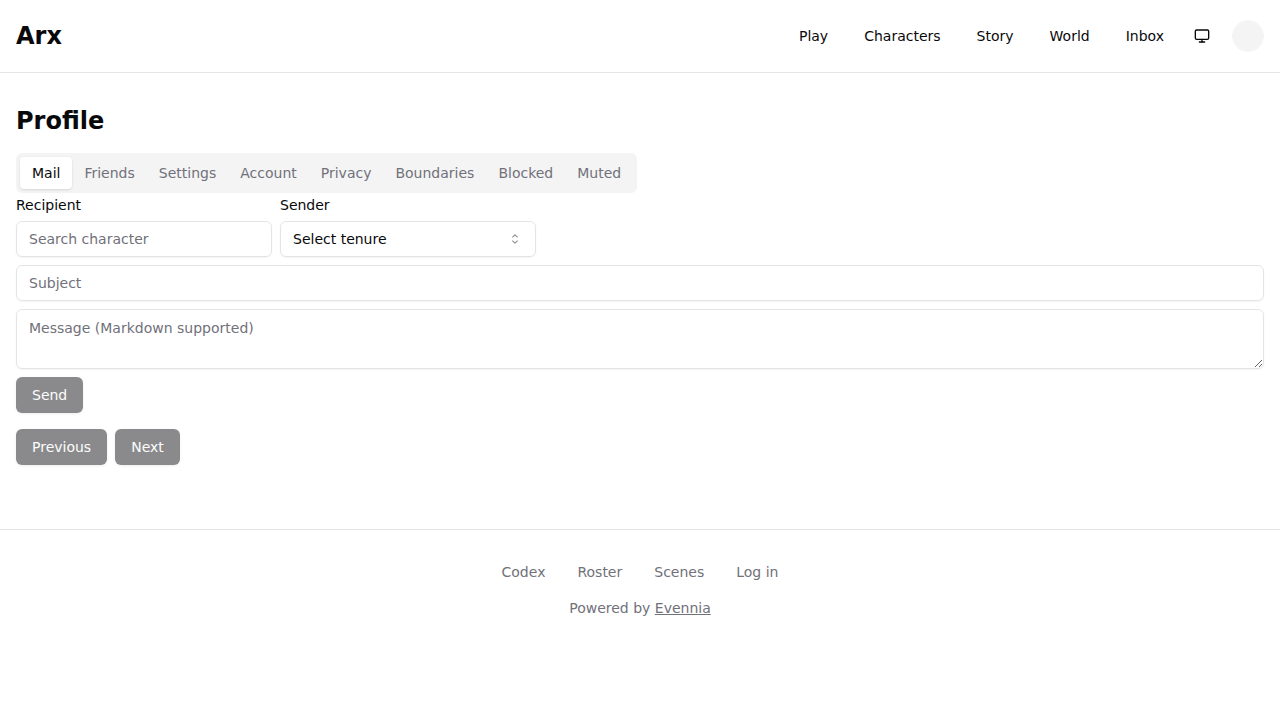 Arx
Play Characters Story World Inbox
Profile
Mail Friends Settings Account Privacy Boundaries Blocked Muted
Recipient Sender
Search character Select tenure
Subject
Message (Markdown supported)
Send
Previous Next
Codex Roster Scenes Log in
Powered by Evennia